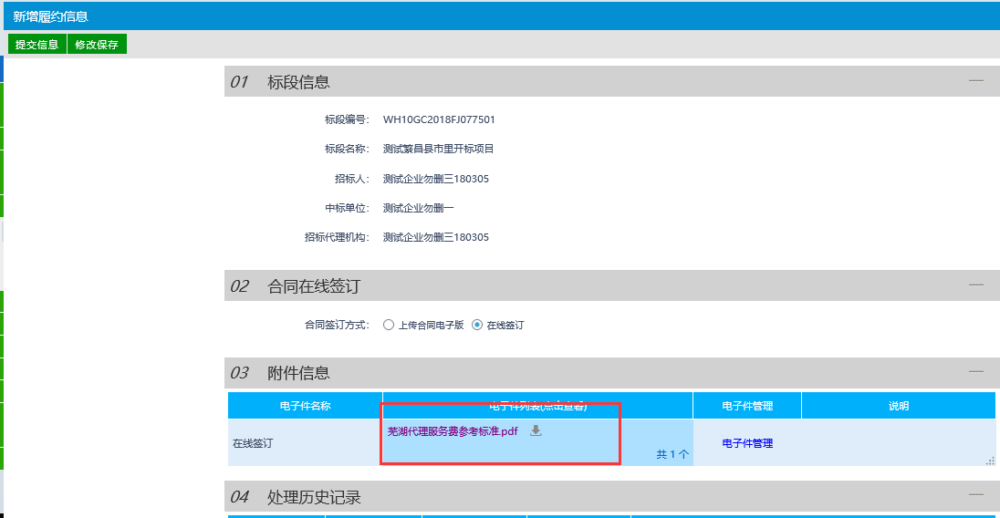 新增履约信息
提交信息 修改保存
01 标段信息
标段编号： WH10GC2018FJ077501
标段名称： 测试繁昌县市里开标项目
招标人： 测试企业勿删三180305
中标单位： 测试企业勿删一
招标代理机构： 测试企业勿删三180305
02 合同在线签订
合同签订方式： 上传合同电子版 在线签订
03 附件信息
电子件名称 电子件列表(点击查看) 电子件管理 说明
芜湖代理服务费参考标准.pdf
在线签订 电子件管理
共 1 个
04 处理历史记录